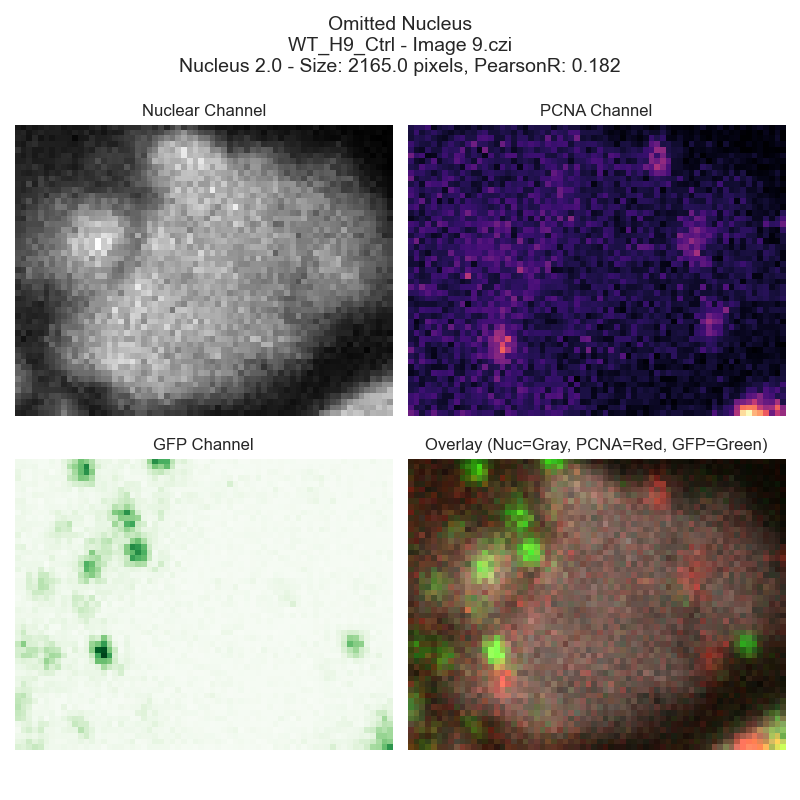 Omitted Nucleus
WT_H9_Ctrl - Image 9.czi
Nucleus 2.0 - Size: 2165.0 pixels, PearsonR: 0.182
Nuclear Channel
PCNA Channel
GFP Channel
Overlay (Nuc=Gray, PCNA=Red, GFP=Green)